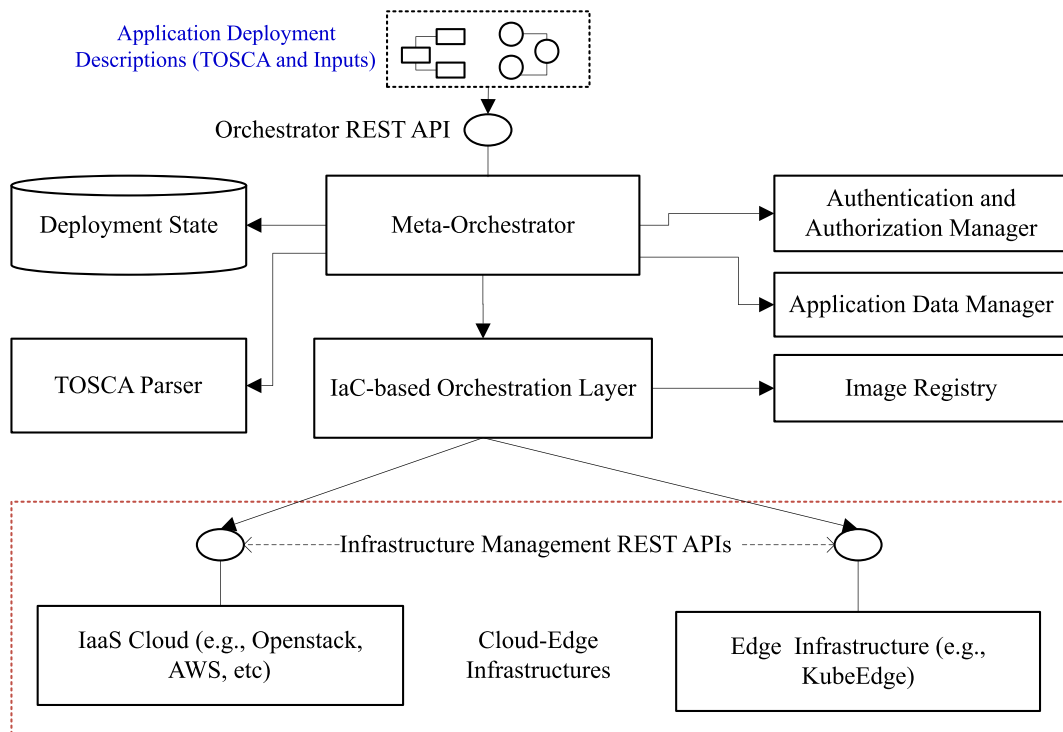 Application Deployment
Descriptions (TOSCA and Inputs)
Orchestrator REST API
Deployment State
Meta-Orchestrator
Authentication and
Authorization Manager
Application Data Manager
TOSCA Parser
IaC-based Orchestration Layer
Image Registry
Infrastructure Management REST APIs
IaaS Cloud (e.g., Openstack,
AWS, etc)
Cloud-Edge
Infrastructures
Edge Infrastructure (e.g.,
KubeEdge)